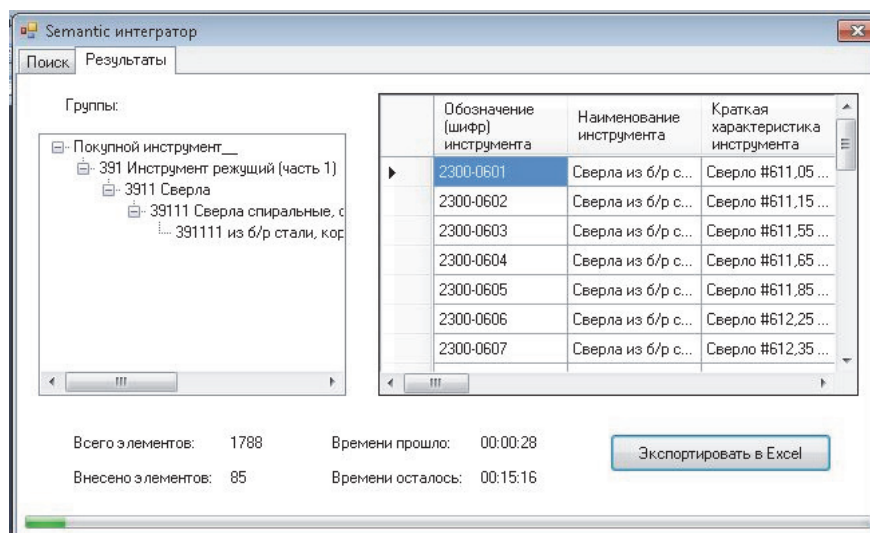 Semantic интегратор
Поиск Результаты
Группы:
Покупной инструмент__
391 Инструмент режущий (часть 1)
3911 Сверла
39111 Сверла спиральные, с
391111 из б/р стали, кор
Обозначение (шифр) инструмента
Наименование инструмента
Краткая характеристика инструмента
2300-0601 Сверла из б/р с... Сверло #611,05 ...
2300-0602 Сверла из б/р с... Сверло #611,15 ...
2300-0603 Сверла из б/р с... Сверло #611,55 ...
2300-0604 Сверла из б/р с... Сверло #611,65 ...
2300-0605 Сверла из б/р с... Сверло #611,85 ...
2300-0606 Сверла из б/р с... Сверло #612,25 ...
2300-0607 Сверла из б/р с... Сверло #612,35 ...
Всего элементов: 1788 Времени прошло: 00:00:28
Внесено элементов: 85 Времени осталось: 00:15:16
Экспортировать в Excel